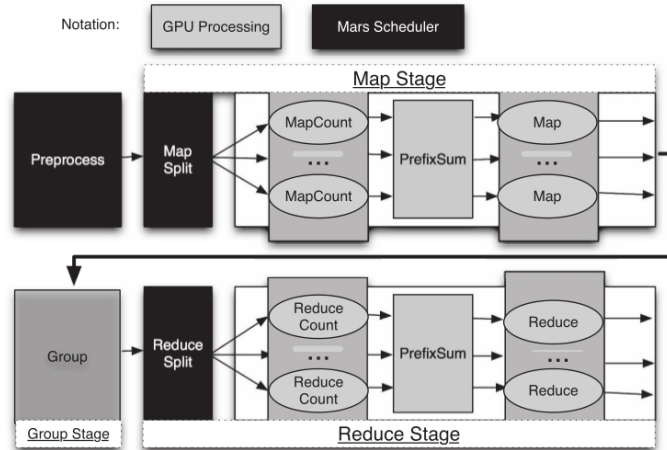 Notation:
GPU Processing
Mars Scheduler
Map Stage
Preprocess
Map
Split
MapCount
...
MapCount
PrefixSum
Map
...
Map
Group
Group Stage
Reduce
Split
Reduce
Count
...
Reduce
Count
PrefixSum
Reduce
...
Reduce
Reduce Stage